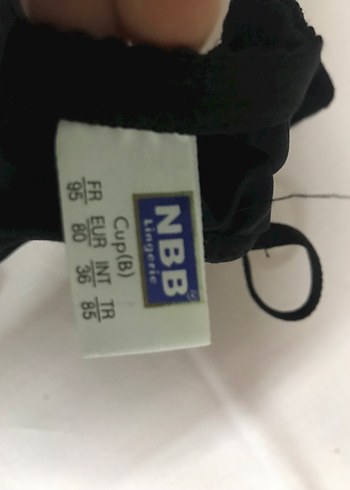 NBB®
Lingerie
Cup(B)
FR EUR INT TR
95 80 36 85